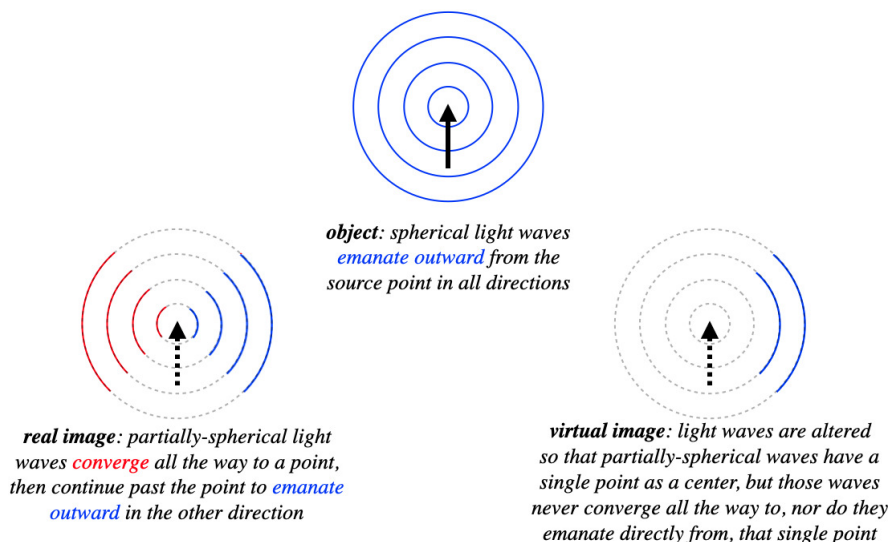 object: spherical light waves
emanate outward from the
source point in all directions
real image: partially-spherical light
waves converge all the way to a point,
then continue past the point to emanate
outward in the other direction
virtual image: light waves are altered
so that partially-spherical waves have a
single point as a center, but those waves
never converge all the way to, nor do they
emanate directly from, that single point